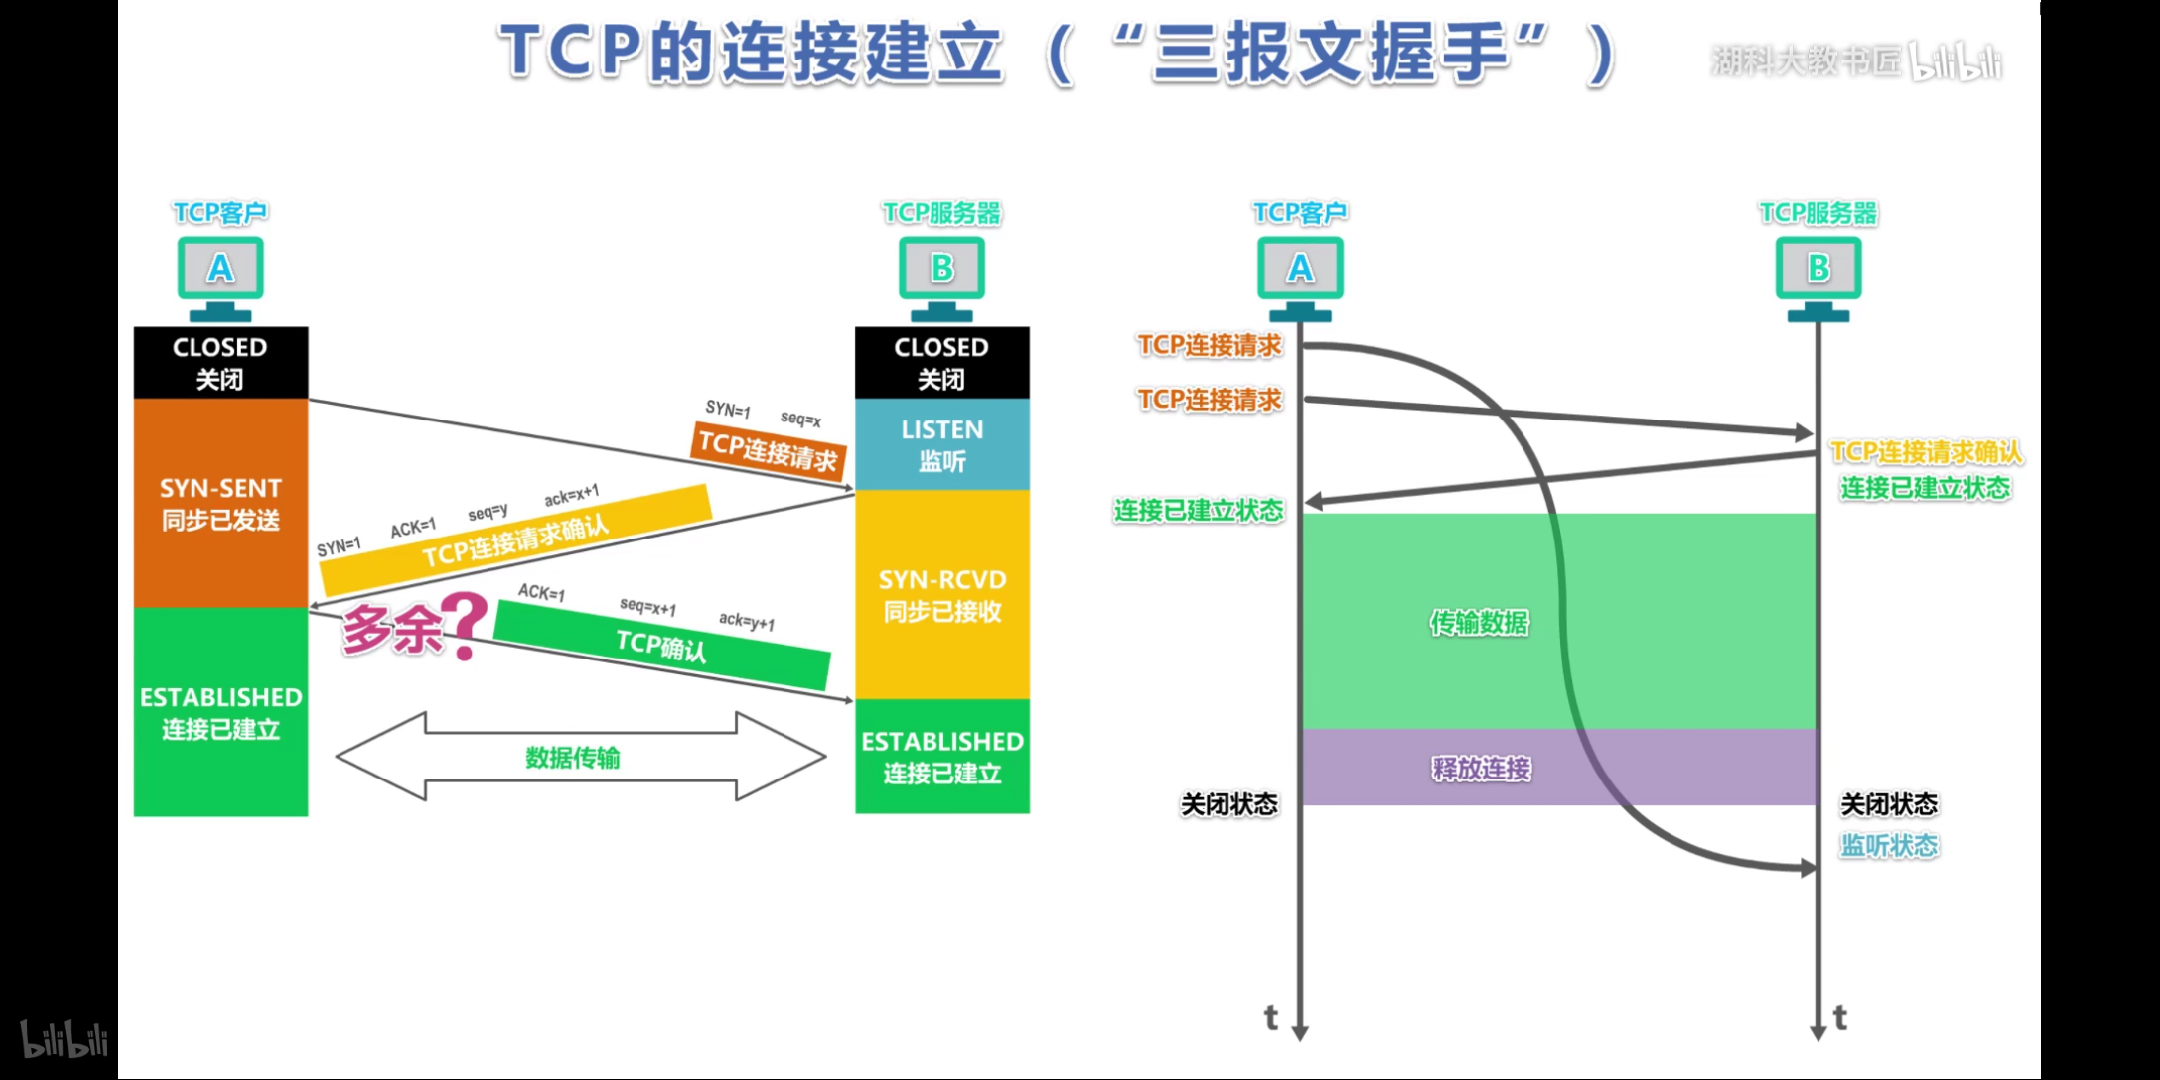 TCP的连接建立（“三报文握手”）
湖科大教书匠 bilibili
TCP客户
A
CLOSED
关闭
SYN-SENT
同步已发送
ESTABLISHED
连接已建立
SYN=1 seq=x
TCP连接请求
SYN=1 ACK=1 seq=y ack=x+1
TCP连接请求确认
多余?
ACK=1 seq=x+1 ack=y+1
TCP确认
数据传输
TCP服务器
B
CLOSED
关闭
LISTEN
监听
SYN-RCVD
同步已接收
ESTABLISHED
连接已建立
TCP客户
A
TCP服务器
B
TCP连接请求
TCP连接请求
TCP连接请求确认
连接已建立状态
连接已建立状态
传输数据
释放连接
关闭状态
关闭状态
监听状态
t
t
bilibili